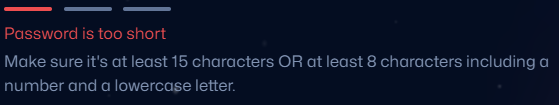 Password is too short
Make sure it's at least 15 characters OR at least 8 characters including a
number and a lowercase letter.